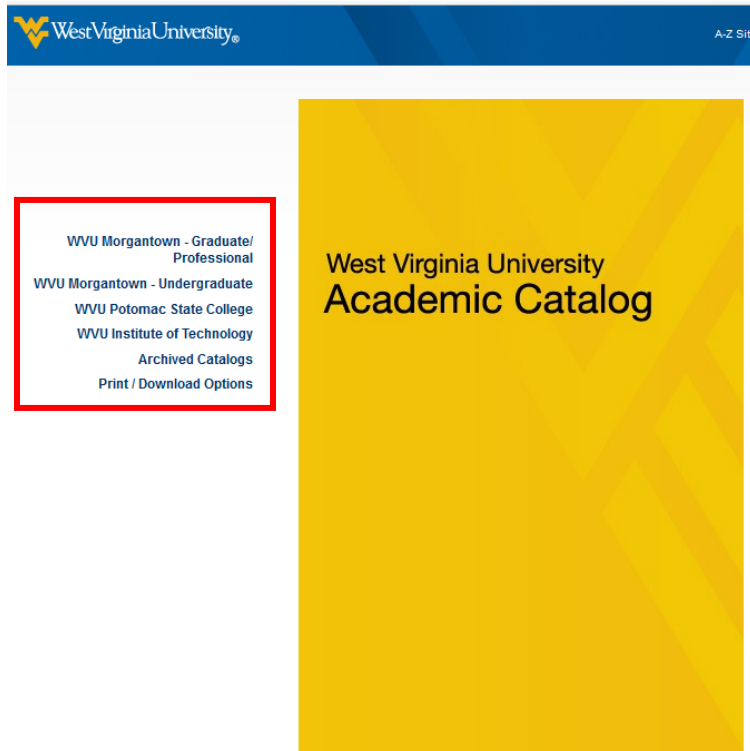 WestVirginiaUniversity®
A-Z Sit
WVU Morgantown - Graduate/
Professional
WVU Morgantown - Undergraduate
WVU Potomac State College
WVU Institute of Technology
Archived Catalogs
Print / Download Options
West Virginia University
Academic Catalog